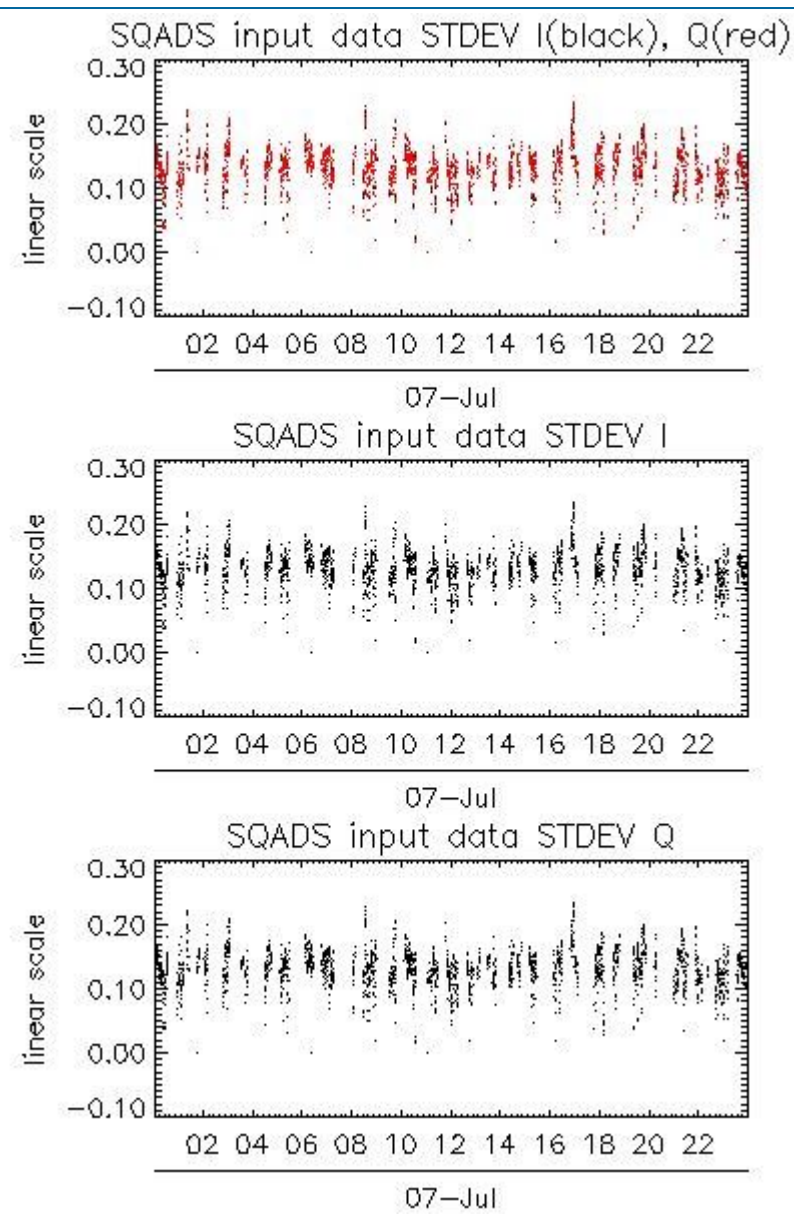 SQADS input data STDEV I(black), Q(red)
0.30
0.20
0.10
0.00
−0.10
linear scale
02 04 06 08 10 12 14 16 18 20 22
07−Jul
SQADS input data STDEV I
0.30
0.20
0.10
0.00
−0.10
linear scale
02 04 06 08 10 12 14 16 18 20 22
07−Jul
SQADS input data STDEV Q
0.30
0.20
0.10
0.00
−0.10
linear scale
02 04 06 08 10 12 14 16 18 20 22
07−Jul